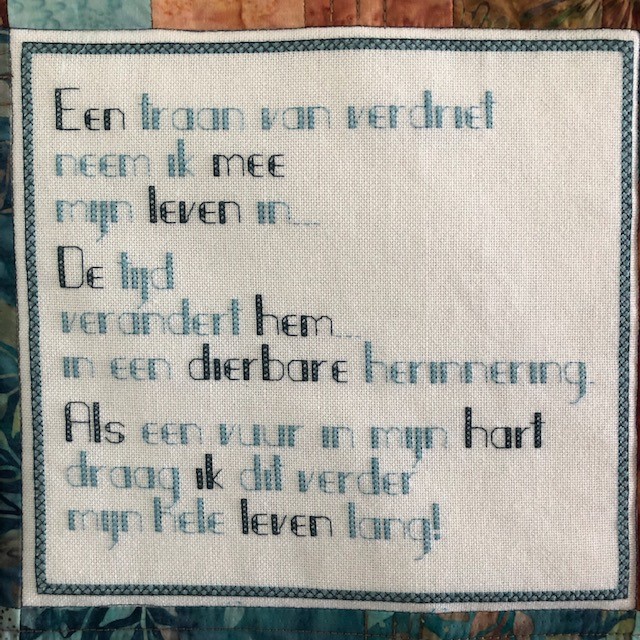 Een traan van verdriet
neem ik mee
mijn leven in...
De tijd
verandert hem...
in een dierbare herinnering.
Als een vuur in mijn hart
draag ik dit verder
mijn hele leven lang!